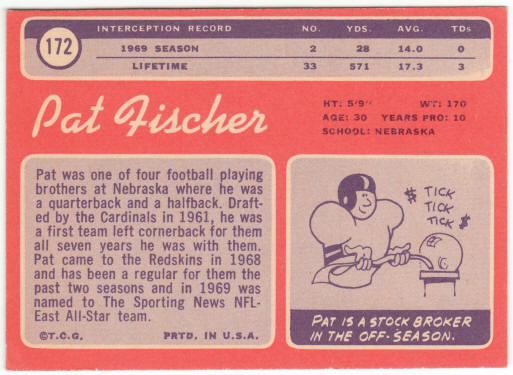 172
INTERCEPTION RECORD NO. YDS. AVG. TDs
1969 SEASON 2 28 14.0 0
LIFETIME 33 571 17.3 3
Pat Fischer
HT: 5'9" WT: 170
AGE: 30 YEARS PRO: 10
SCHOOL: NEBRASKA
Pat was one of four football playing
brothers at Nebraska where he was
a quarterback and a halfback. Draft-
ed by the Cardinals in 1961, he was
a first team left cornerback for them
all seven years he was with them.
Pat came to the Redskins in 1968
and has been a regular for them the
past two seasons and in 1969 was
named to The Sporting News NFL-
East All-Star team.
©T.C.G. PRTD. IN U.S.A.
$ TICK
TICK
TICK $
PAT IS A STOCK BROKER
IN THE OFF-SEASON.